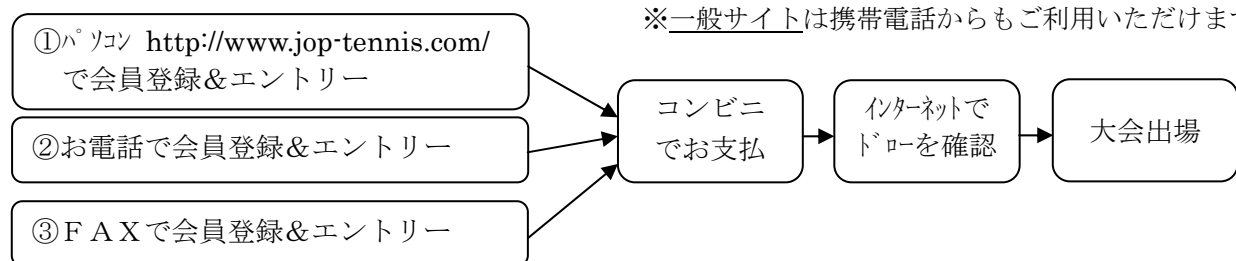 ※一般サイトは携帯電話からもご利用いただけま
①ﾊﾟｿｺﾝ http://www.jop-tennis.com/
で会員登録＆エントリー
②お電話で会員登録＆エントリー
③ＦＡＸで会員登録＆エントリー
コンビニ
でお支払
ｲﾝﾀｰﾈｯﾄで
ﾄﾞﾛｰを確認
大会出場